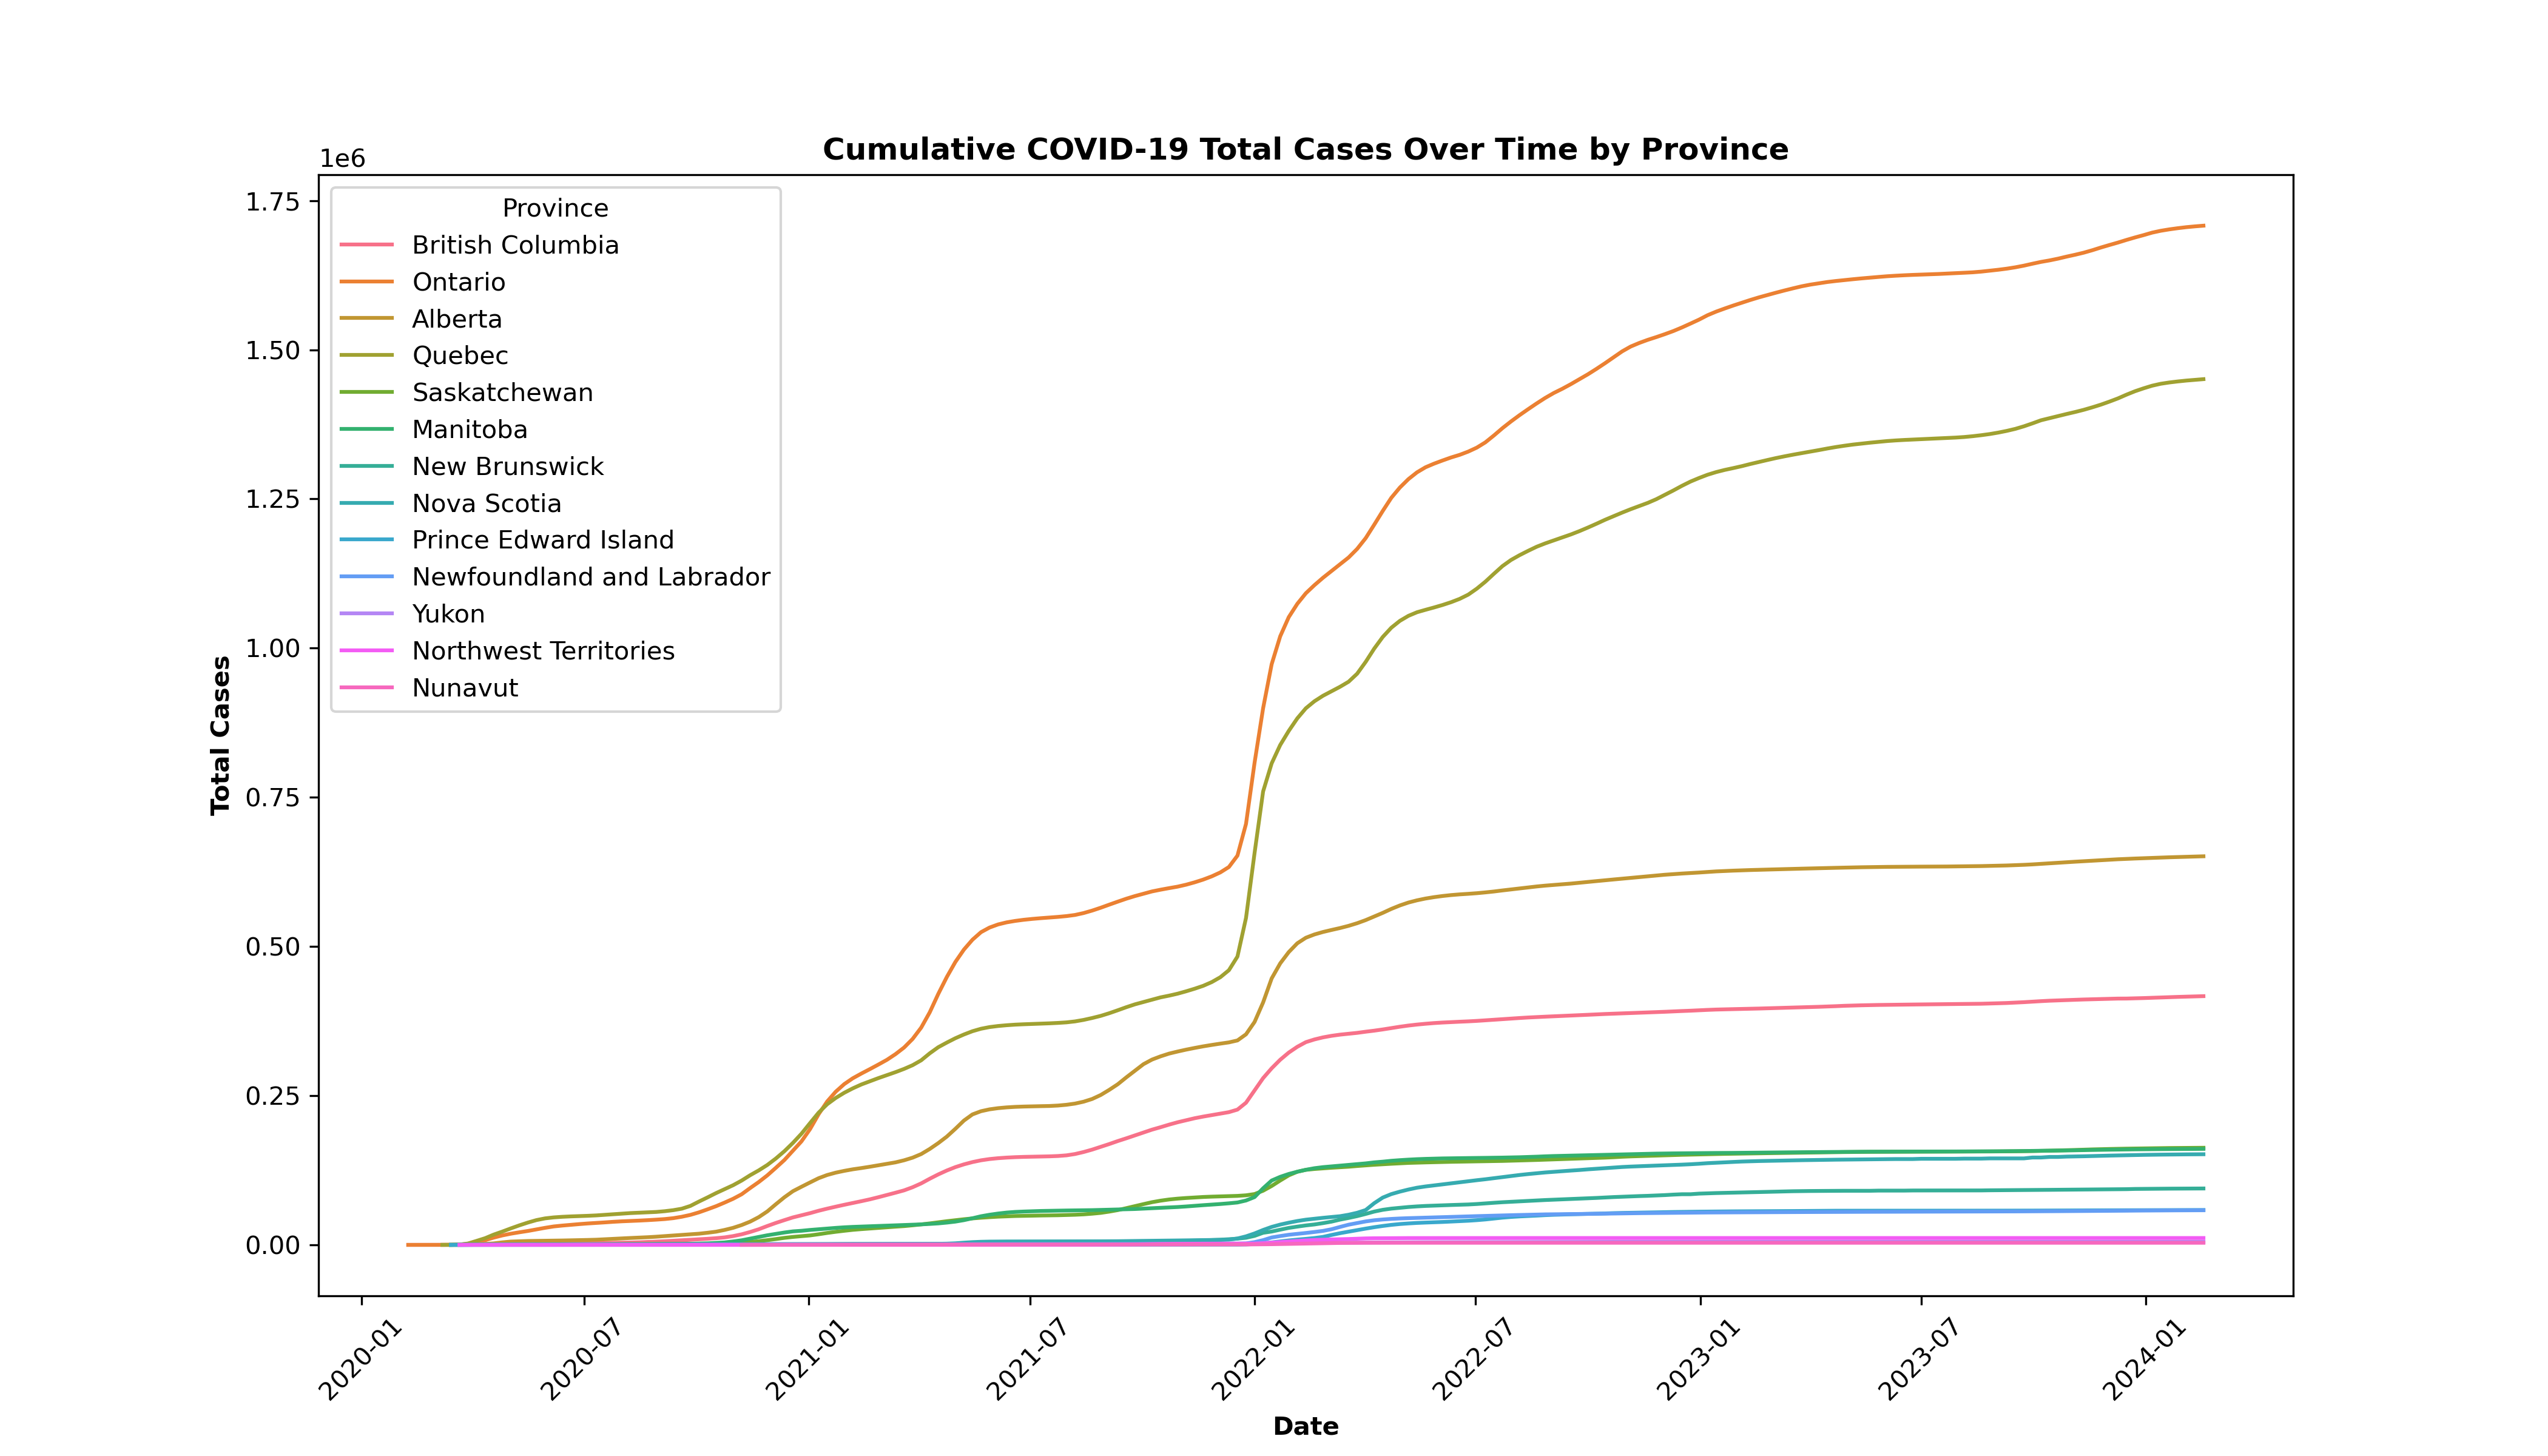 Cumulative COVID-19 Total Cases Over Time by Province
1e6
Province
British Columbia
Ontario
Alberta
Quebec
Saskatchewan
Manitoba
New Brunswick
Nova Scotia
Prince Edward Island
Newfoundland and Labrador
Yukon
Northwest Territories
Nunavut
Total Cases
1.75
1.50
1.25
1.00
0.75
0.50
0.25
0.00
2020-01
2020-07
2021-01
2021-07
2022-01
2022-07
2023-01
2023-07
2024-01
Date